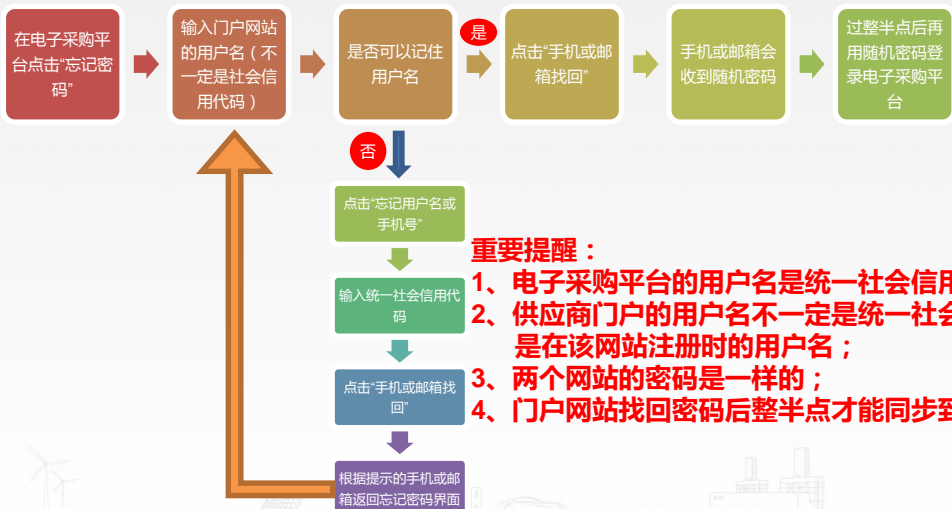 在电子采购平
台点击“忘记密
码”
输入门户网站
的用户名（不
一定是社会信
用代码）
是否可以记住
用户名
是
点击“手机或邮
箱找回”
手机或邮箱会
收到随机密码
过整半点后再
用随机密码登
录电子采购平
台
否
点击“忘记用户名或
手机号”
输入统一社会信用代
码
点击“手机或邮箱找
回”
根据提示的手机或邮
箱返回忘记密码界面
重要提醒：
1、电子采购平台的用户名是统一社会信用
2、供应商门户的用户名不一定是统一社会
是在该网站注册时的用户名；
3、两个网站的密码是一样的；
4、门户网站找回密码后整半点才能同步到